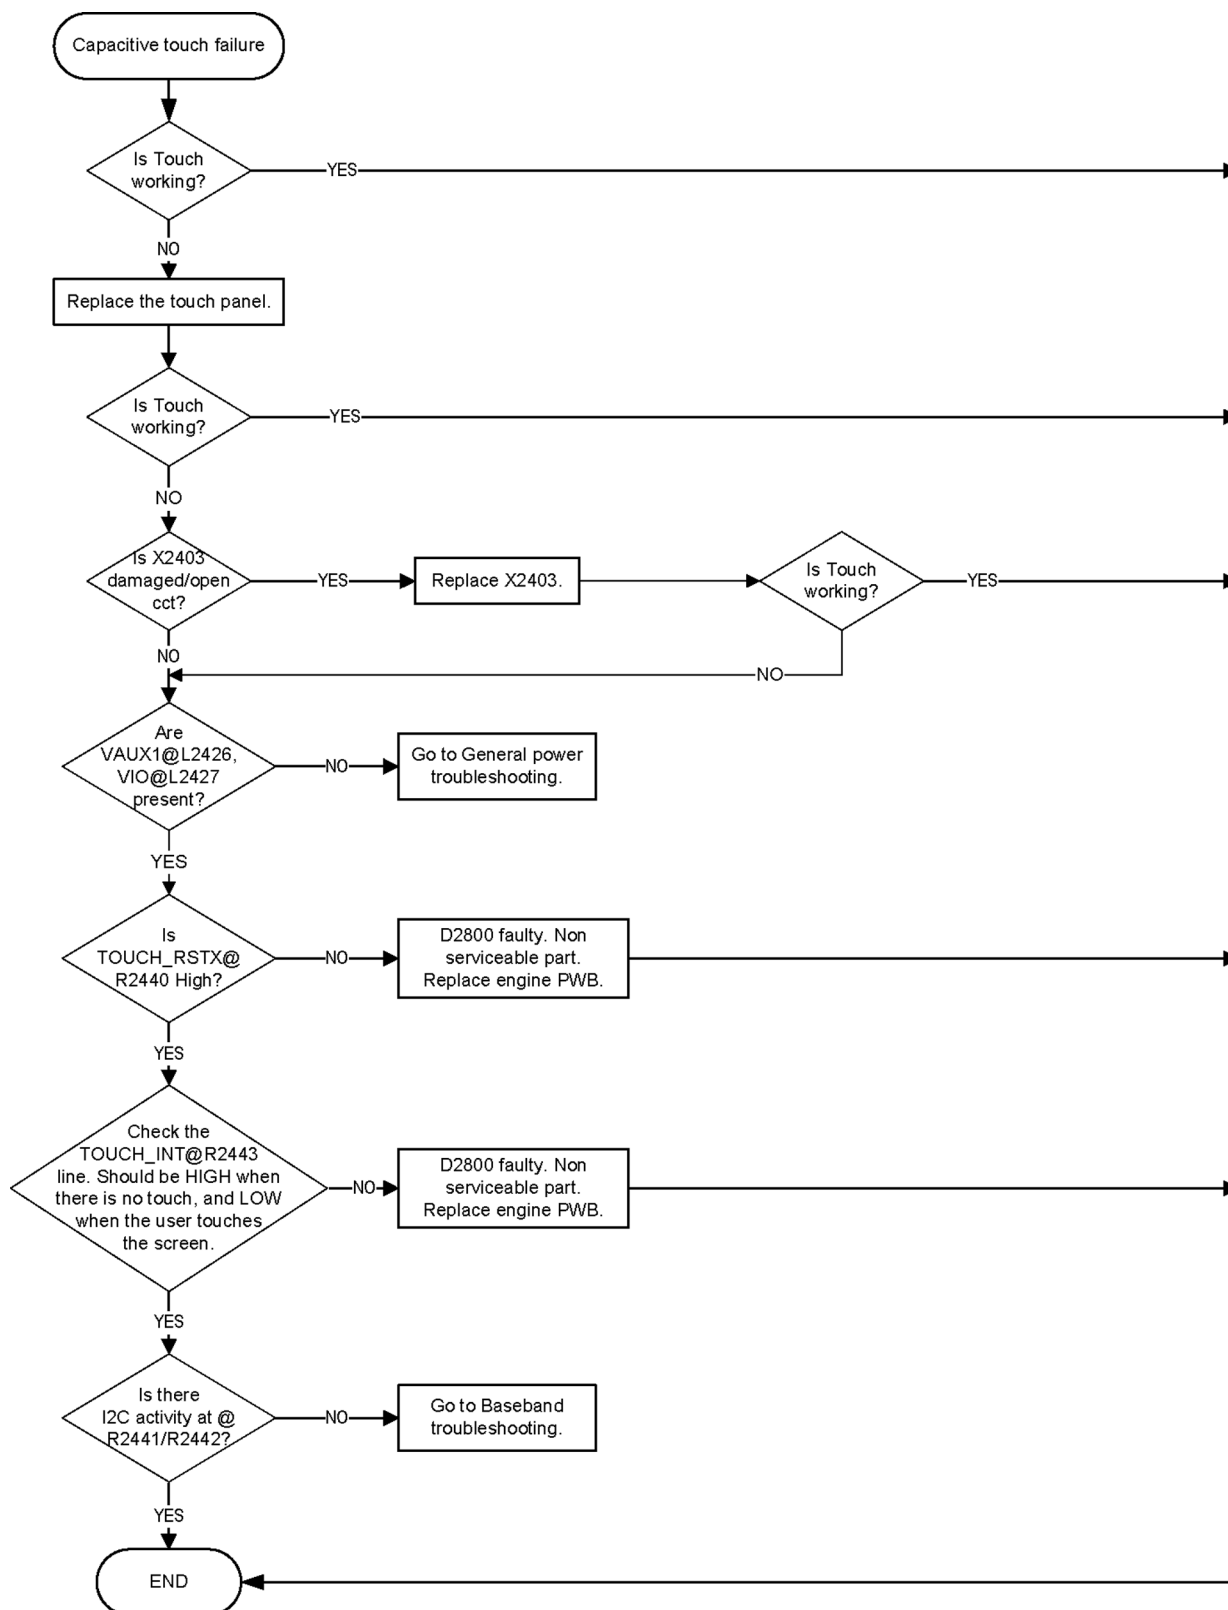 Capacitive touch failure
Is Touch
working?
YES
NO
Replace the touch panel.
Is Touch
working?
YES
NO
Is X2403
damaged/open
cct?
YES
Replace X2403.
Is Touch
working?
YES
NO
NO
Are
VAUX1@L2426,
VIO@L2427
present?
NO
Go to General power
troubleshooting.
YES
Is
TOUCH_RSTX@
R2440 High?
NO
D2800 faulty. Non
serviceable part.
Replace engine PWB.
YES
Check the
TOUCH_INT@R2443
line. Should be HIGH when
there is no touch, and LOW
when the user touches
the screen.
NO
D2800 faulty. Non
serviceable part.
Replace engine PWB.
YES
Is there
I2C activity at @
R2441/R2442?
NO
Go to Baseband
troubleshooting.
YES
END